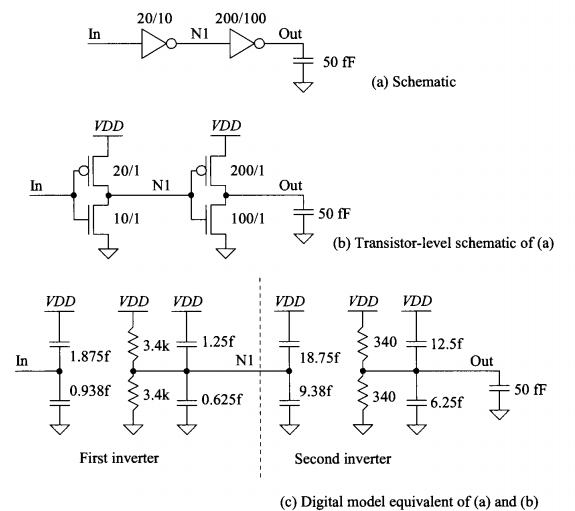 20/10 200/100
In N1 Out
50 fF
(a) Schematic
VDD VDD
20/1 200/1
In N1 Out
10/1 100/1 50 fF
(b) Transistor-level schematic of (a)
VDD VDD VDD VDD VDD VDD
1.875f 3.4k 1.25f 18.75f 340 12.5f
In N1 Out
0.938f 3.4k 0.625f 9.38f 340 6.25f 50 fF
First inverter Second inverter
(c) Digital model equivalent of (a) and (b)